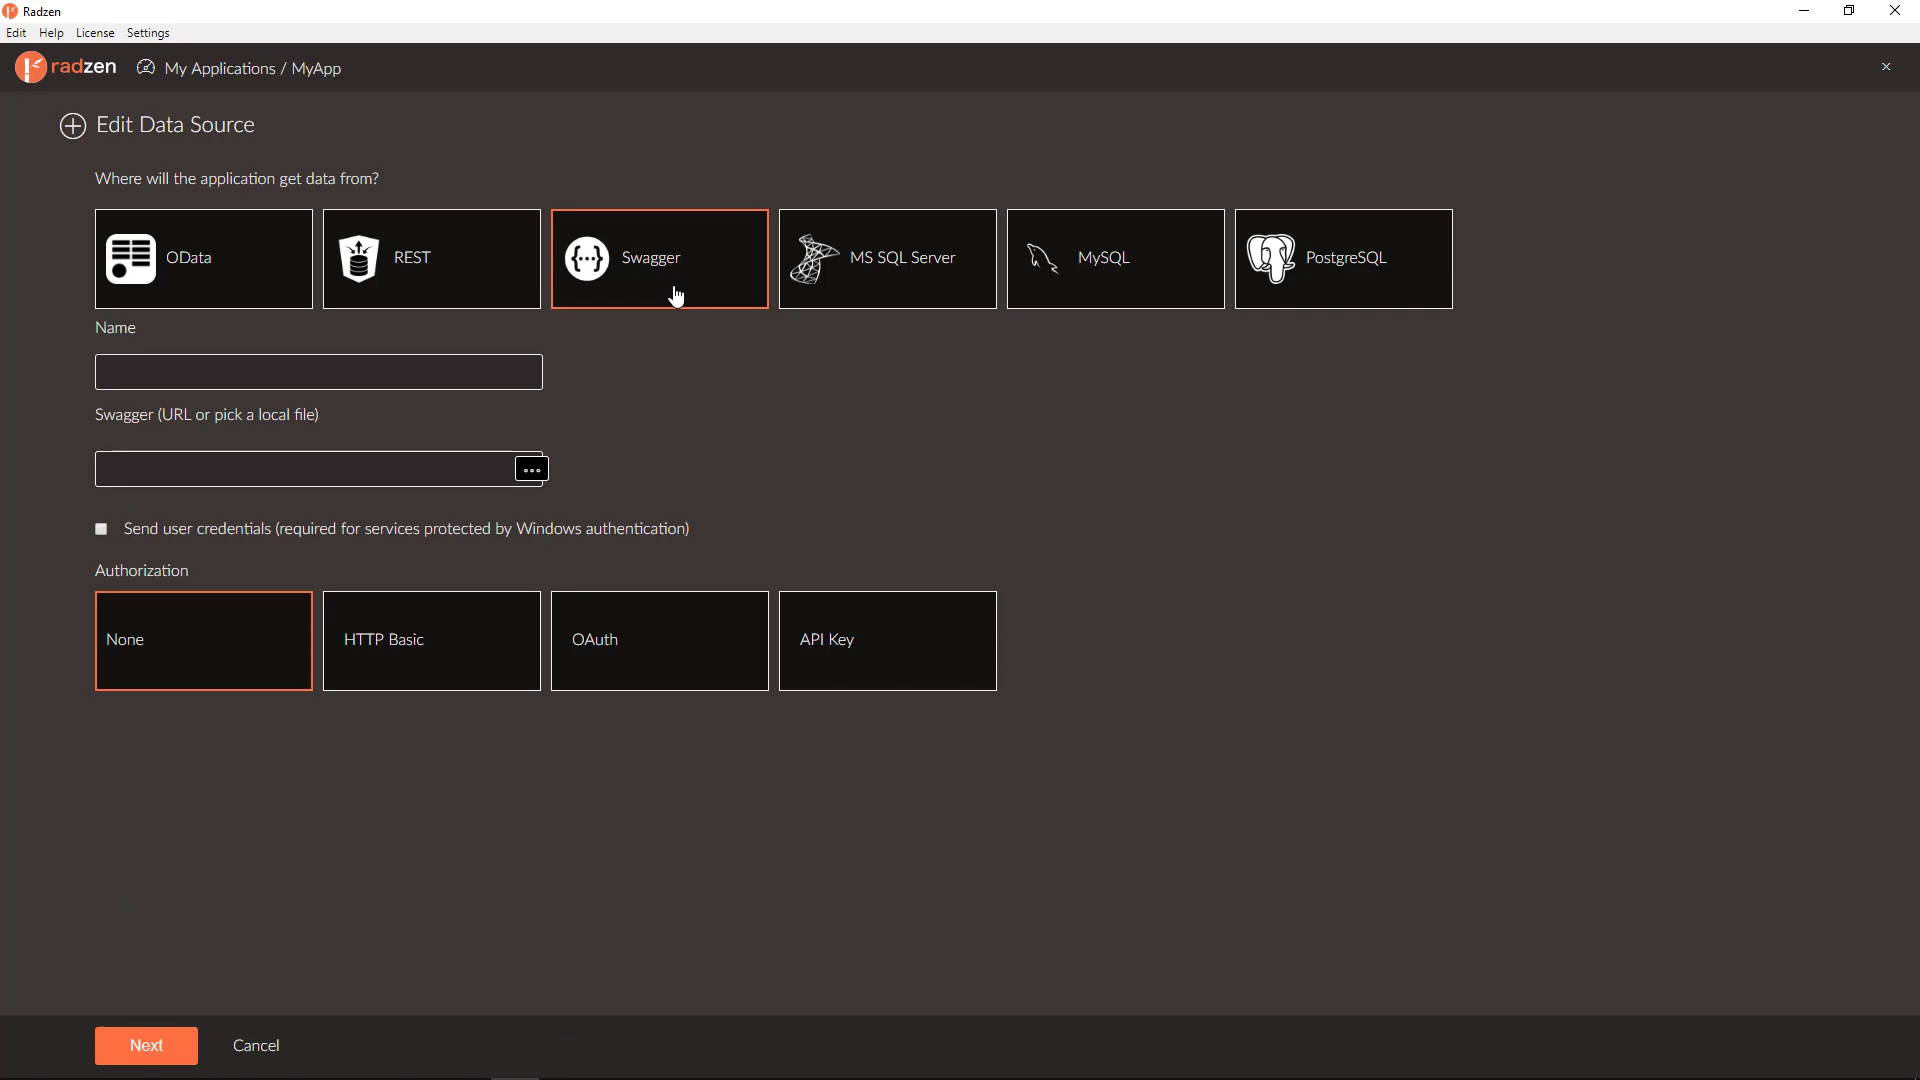 Radzen
Edit Help License Settings
radzen My Applications / MyApp
Edit Data Source
Where will the application get data from?
OData REST Swagger MS SQL Server MySQL PostgreSQL
Name
Swagger (URL or pick a local file)
Send user credentials (required for services protected by Windows authentication)
Authorization
None HTTP Basic OAuth API Key
Next Cancel